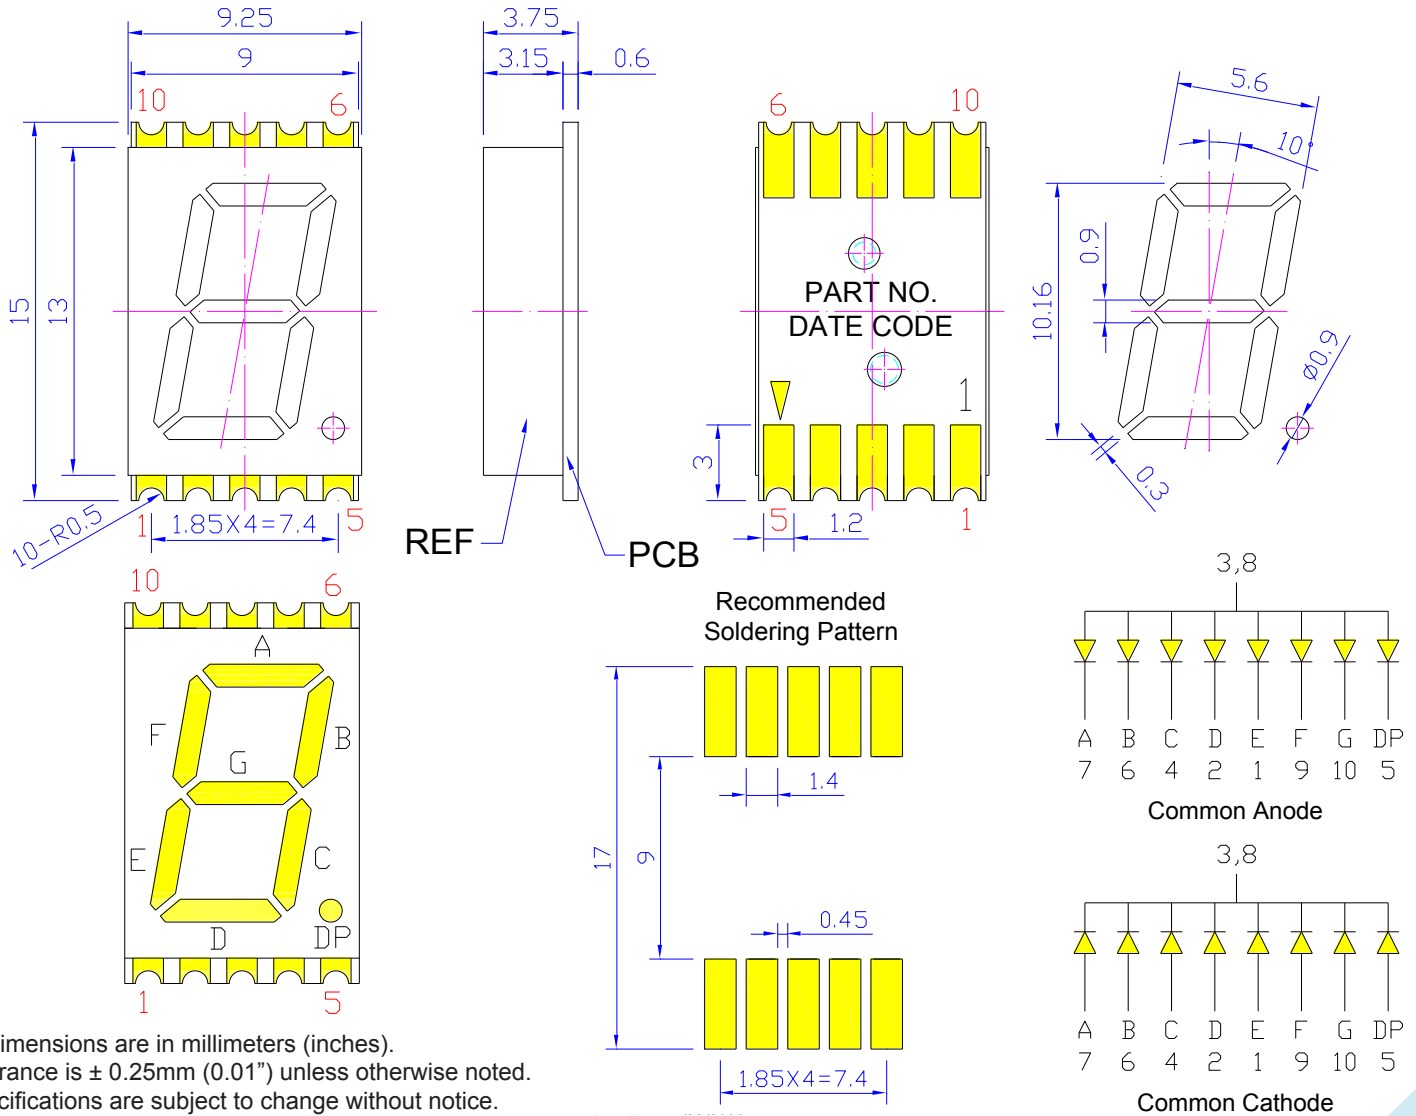 9.25
9
10
6
15
13
10-R0.5
1
1.85X4=7.4
5
3.75
3.15
0.6
REF
PCB
6
10
PART NO.
DATE CODE
1
3
5
1.2
1
5.6
10°
0.9
10.16
Ø0.9
0.3
10
6
A
F
B
G
E
C
D
DP
1
5
Recommended
Soldering Pattern
1.4
17
9
0.45
1.85X4=7.4
3,8
A B C D E F G DP
7 6 4 2 1 9 10 5
Common Anode
3,8
A B C D E F G DP
7 6 4 2 1 9 10 5
Common Cathode
imensions are in millimeters (inches).
rance is ± 0.25mm (0.01”) unless otherwise noted.
cifications are subject to change without notice.